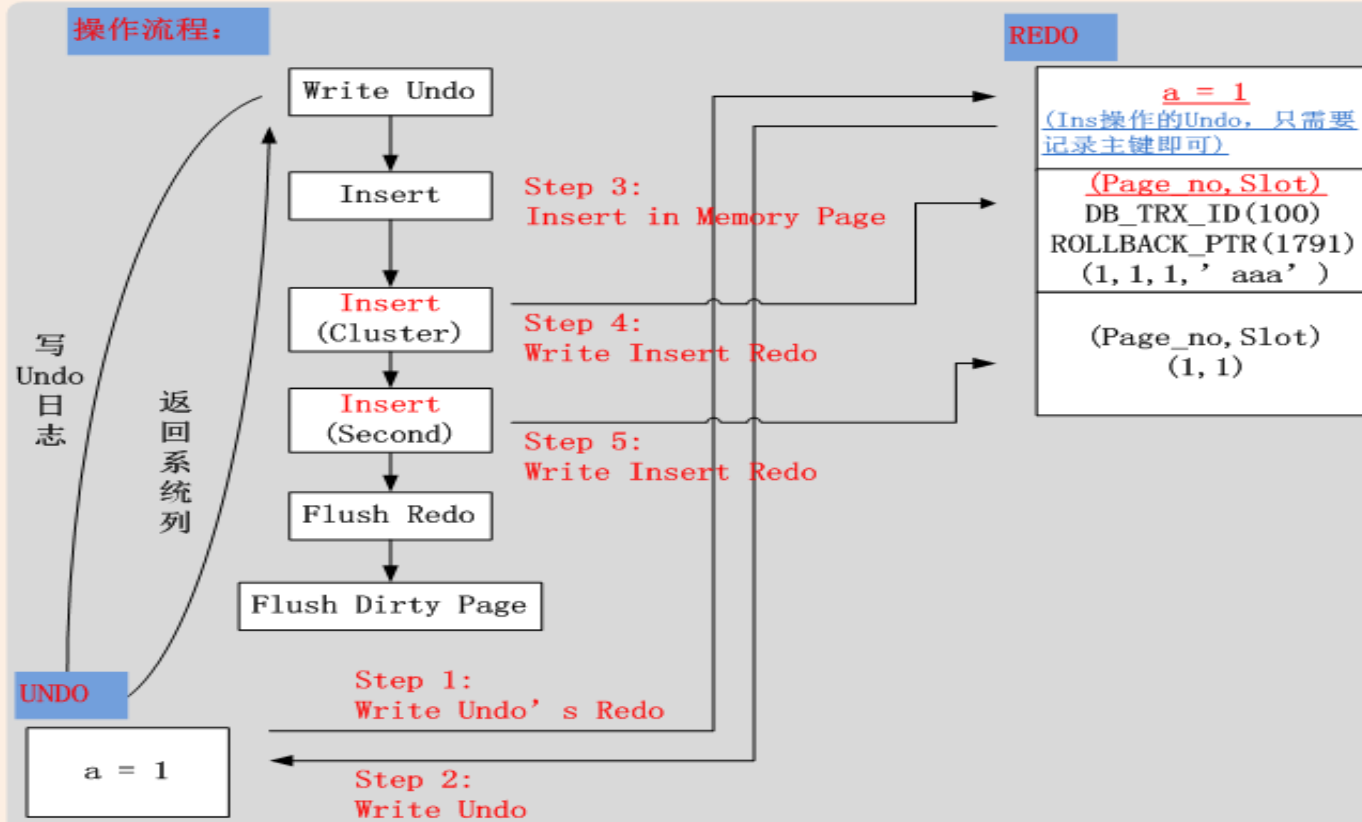 操作流程：
REDO
Write Undo
a = 1
(Ins操作的Undo, 只需要
记录主键即可)
Insert
Step 3:
Insert in Memory Page
(Page_no,Slot)
DB_TRX_ID(100)
ROLLBACK_PTR(1791)
(1,1,1,’aaa’)
Insert
(Cluster)
Step 4:
Write Insert Redo
(Page_no,Slot)
(1,1)
写
Undo
日
志
返
回
系
统
列
Insert
(Second)
Step 5:
Write Insert Redo
Flush Redo
Flush Dirty Page
UNDO
Step 1:
Write Undo’s Redo
a = 1
Step 2:
Write Undo